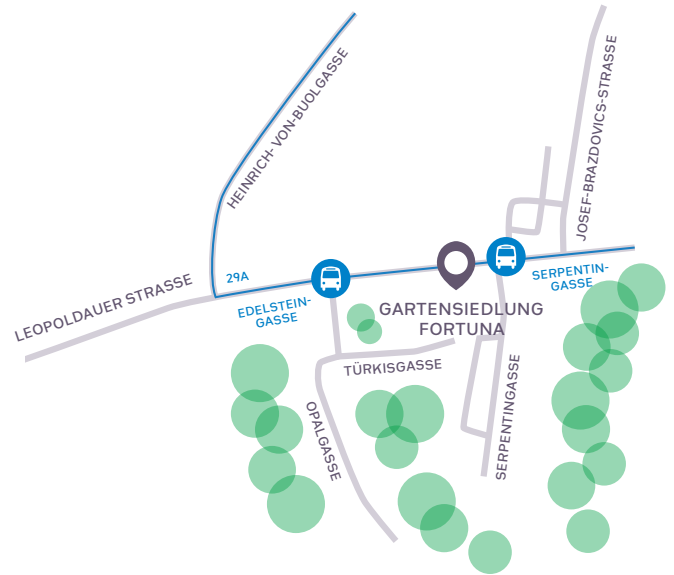 HEINRICH-VON-BUOLGASSE
JOSEF-BRAZDOVICS-STRASSE
LEOPOLDAUER STRASSE
29A
EDELSTEIN-
GASSE
SERPENTIN-
GASSE
GARTENSIEDLUNG
FORTUNA
TÜRKISGASSE
OPALGASSE
SERPENTINGASSE